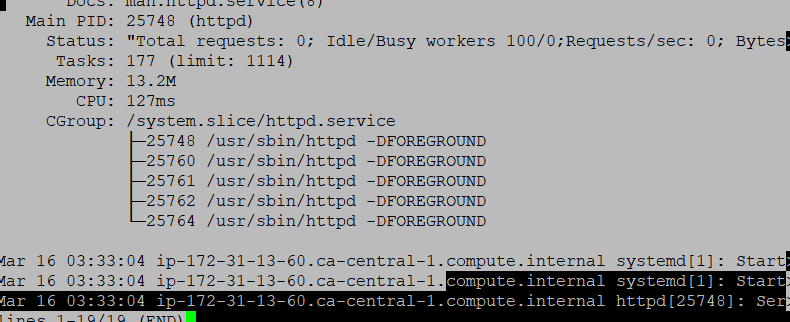 Docs: man:httpd.service(8)
Main PID: 25748 (httpd)
Status: "Total requests: 0; Idle/Busy workers 100/0;Requests/sec: 0; Bytes>
Tasks: 177 (limit: 1114)
Memory: 13.2M
CPU: 127ms
CGroup: /system.slice/httpd.service
├─25748 /usr/sbin/httpd -DFOREGROUND
├─25760 /usr/sbin/httpd -DFOREGROUND
├─25761 /usr/sbin/httpd -DFOREGROUND
├─25762 /usr/sbin/httpd -DFOREGROUND
└─25764 /usr/sbin/httpd -DFOREGROUND
Mar 16 03:33:04 ip-172-31-13-60.ca-central-1.compute.internal systemd[1]: Start>
Mar 16 03:33:04 ip-172-31-13-60.ca-central-1.compute.internal systemd[1]: Start>
Mar 16 03:33:04 ip-172-31-13-60.ca-central-1.compute.internal httpd[25748]: Ser>
lines 1-19/19 (END)